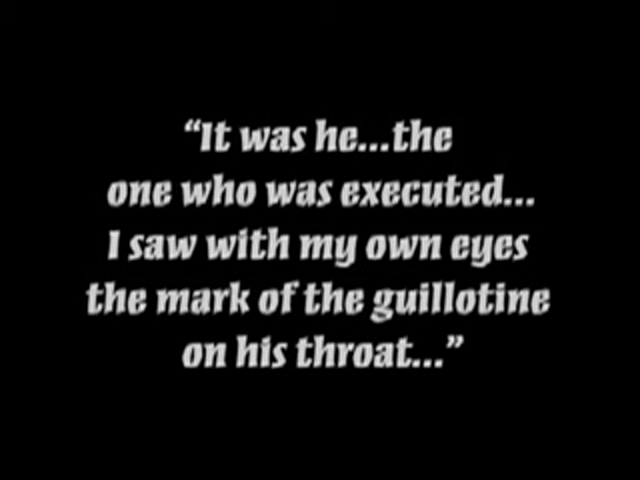 “It was he...the
one who was executed...
I saw with my own eyes
the mark of the guillotine
on his throat...”